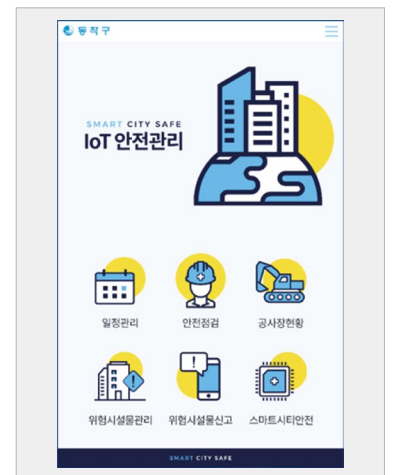 동작구
SMART CITY SAFE
IoT 안전관리
일정관리
안전점검
공사장현황
위험시설물관리
위험시설물신고
스마트시티안전
SMART CITY SAFE